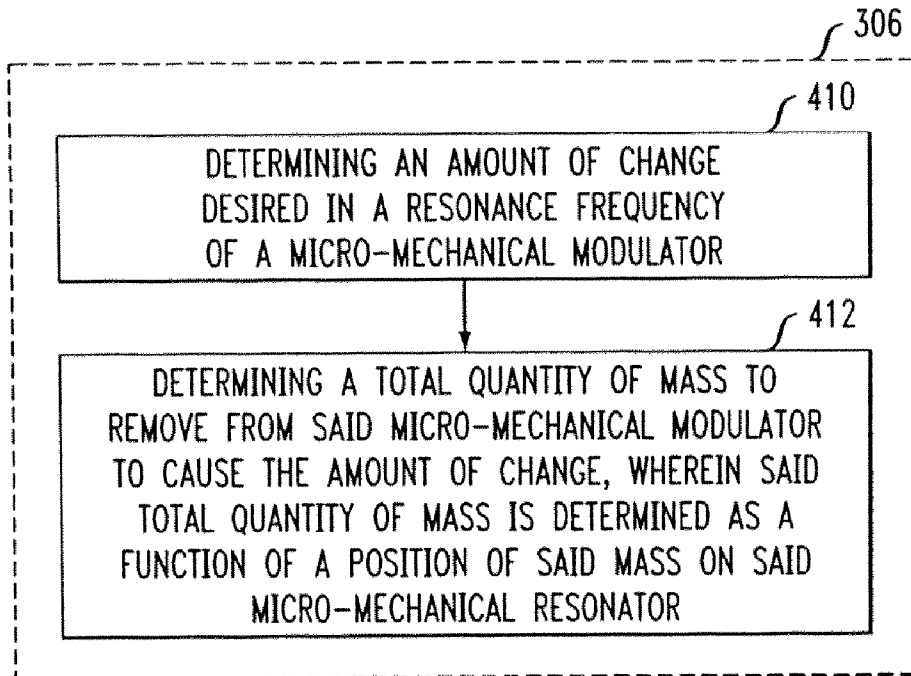 306
410
DETERMINING AN AMOUNT OF CHANGE
DESIRED IN A RESONANCE FREQUENCY
OF A MICRO-MECHANICAL MODULATOR
412
DETERMINING A TOTAL QUANTITY OF MASS TO
REMOVE FROM SAID MICRO-MECHANICAL MODULATOR
TO CAUSE THE AMOUNT OF CHANGE, WHEREIN SAID
TOTAL QUANTITY OF MASS IS DETERMINED AS A
FUNCTION OF A POSITION OF SAID MASS ON SAID
MICRO-MECHANICAL RESONATOR